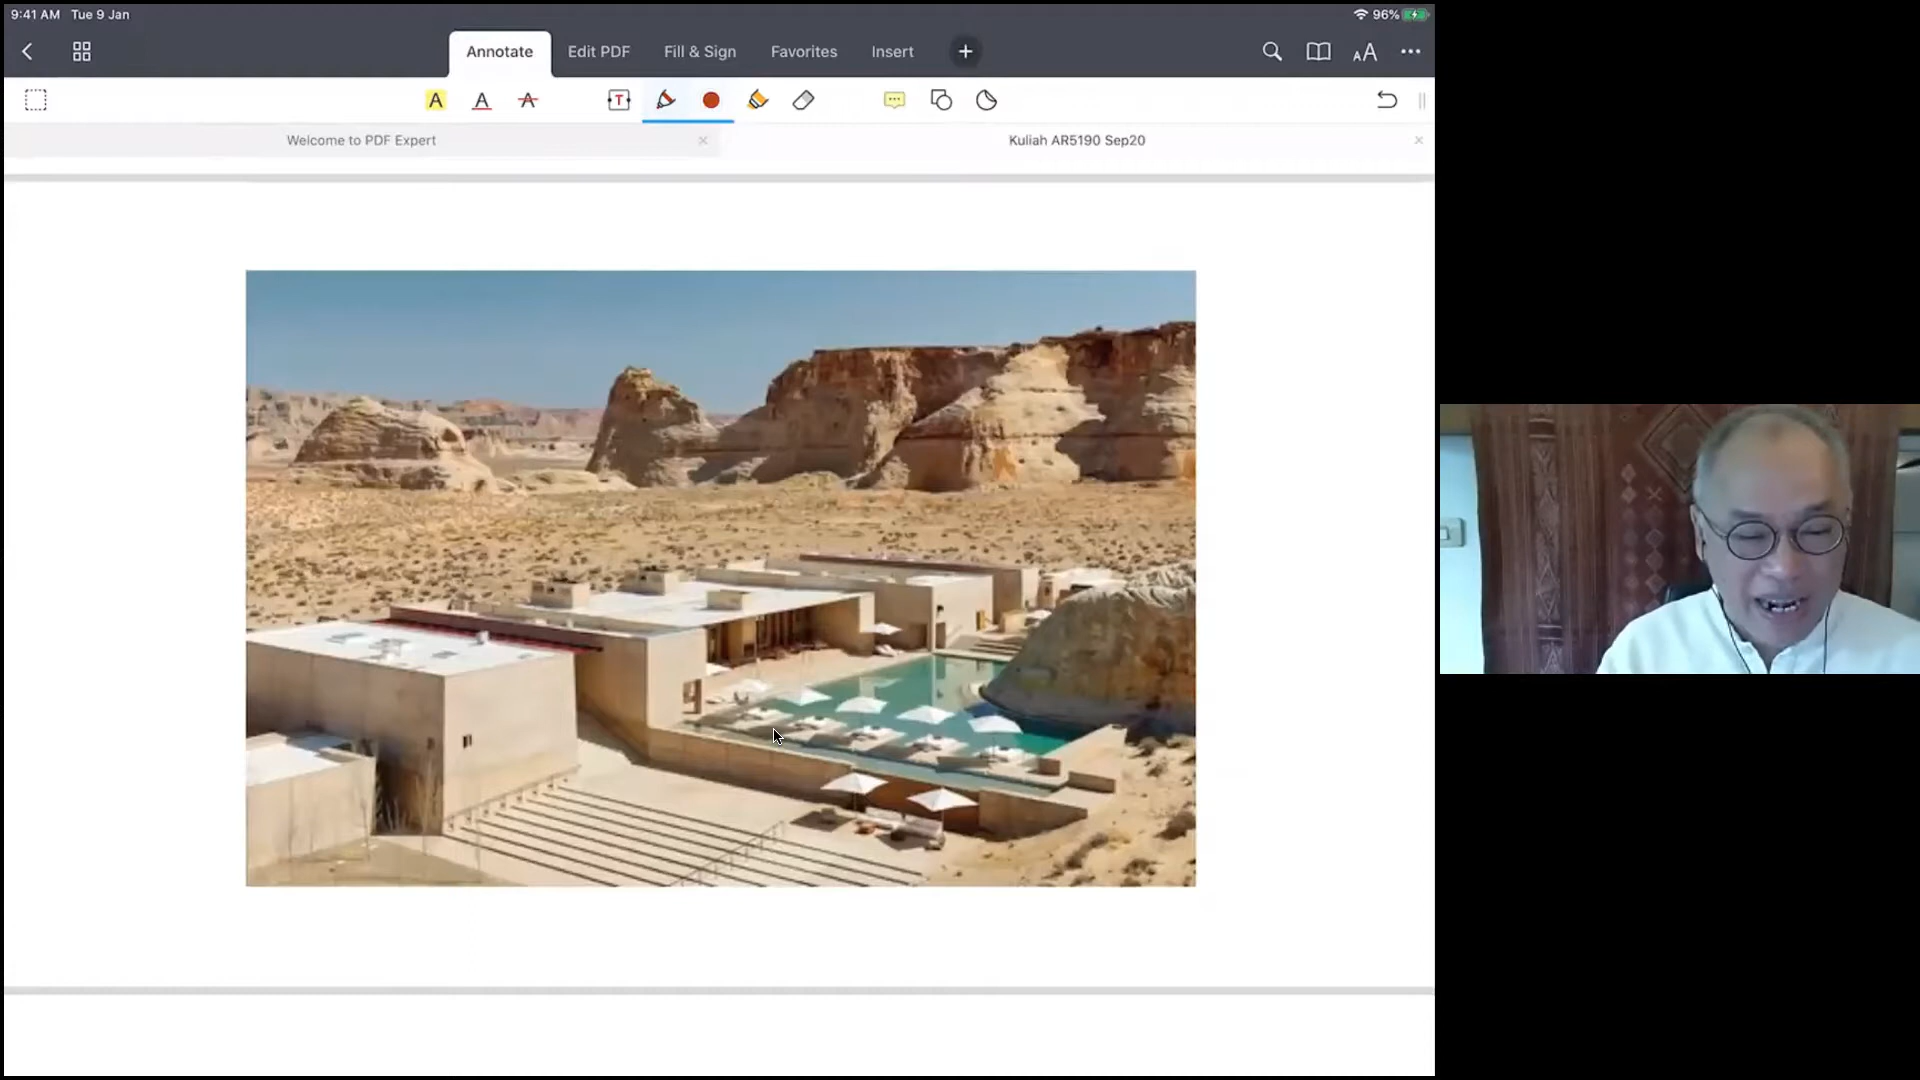 9:41 AM Tue 9 Jan 96%
Annotate Edit PDF Fill & Sign Favorites Insert
AA
A A A T
Welcome to PDF Expert Kuliah AR5190 Sep20